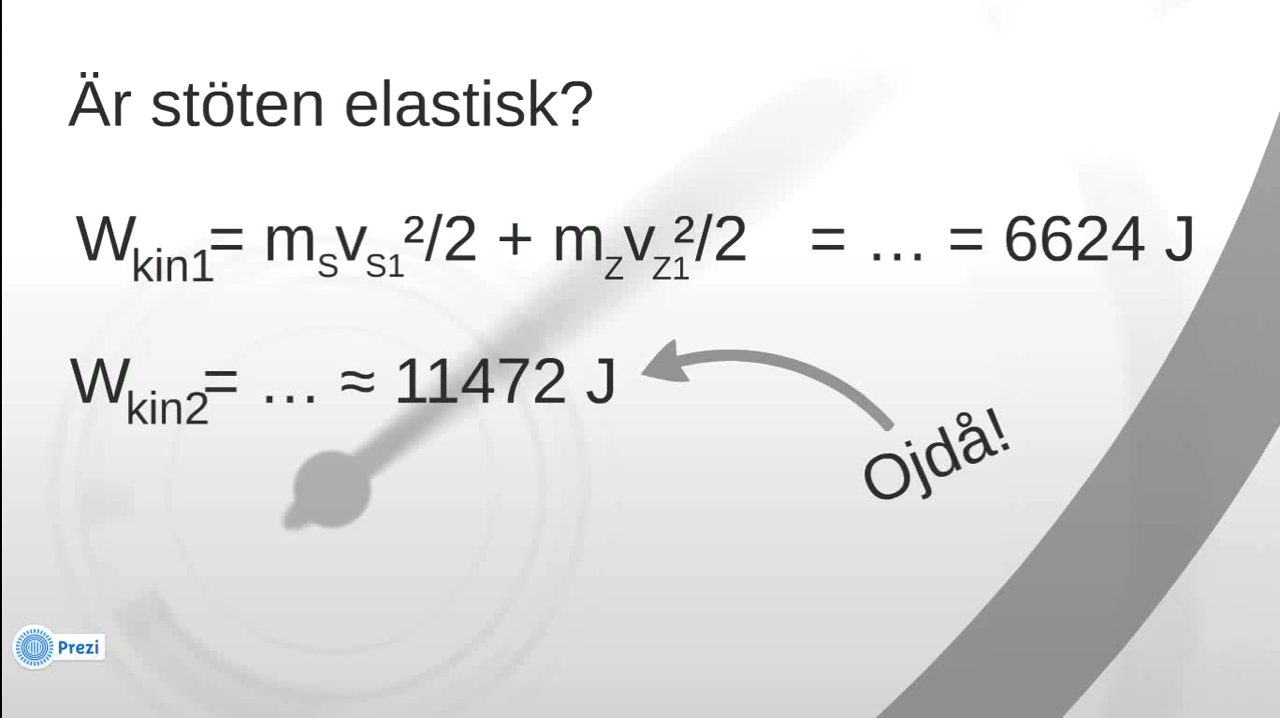 Är stöten elastisk?
Wkin1= mSvS1²/2 + mZvZ1²/2 = … = 6624 J
Wkin2= … ≈ 11472 J
Ojdå!
Prezi